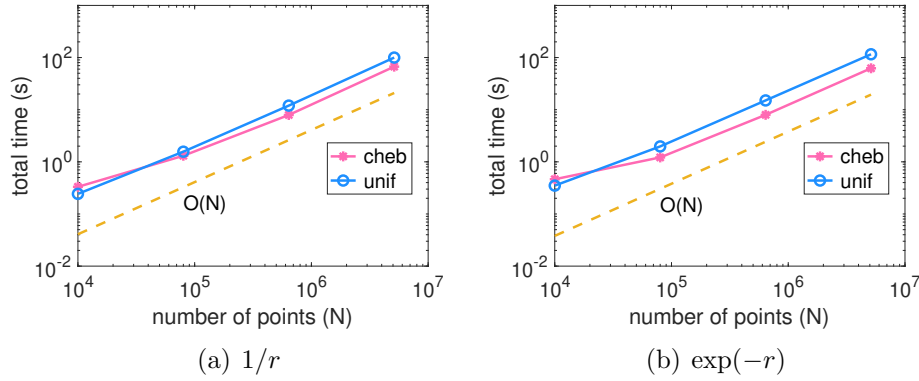 total time (s)
10^2
10^0
10^-2
cheb
unif
O(N)
10^4 10^5 10^6 10^7
number of points (N)
(a) 1/r
total time (s)
10^2
10^0
10^-2
cheb
unif
O(N)
10^4 10^5 10^6 10^7
number of points (N)
(b) exp(−r)